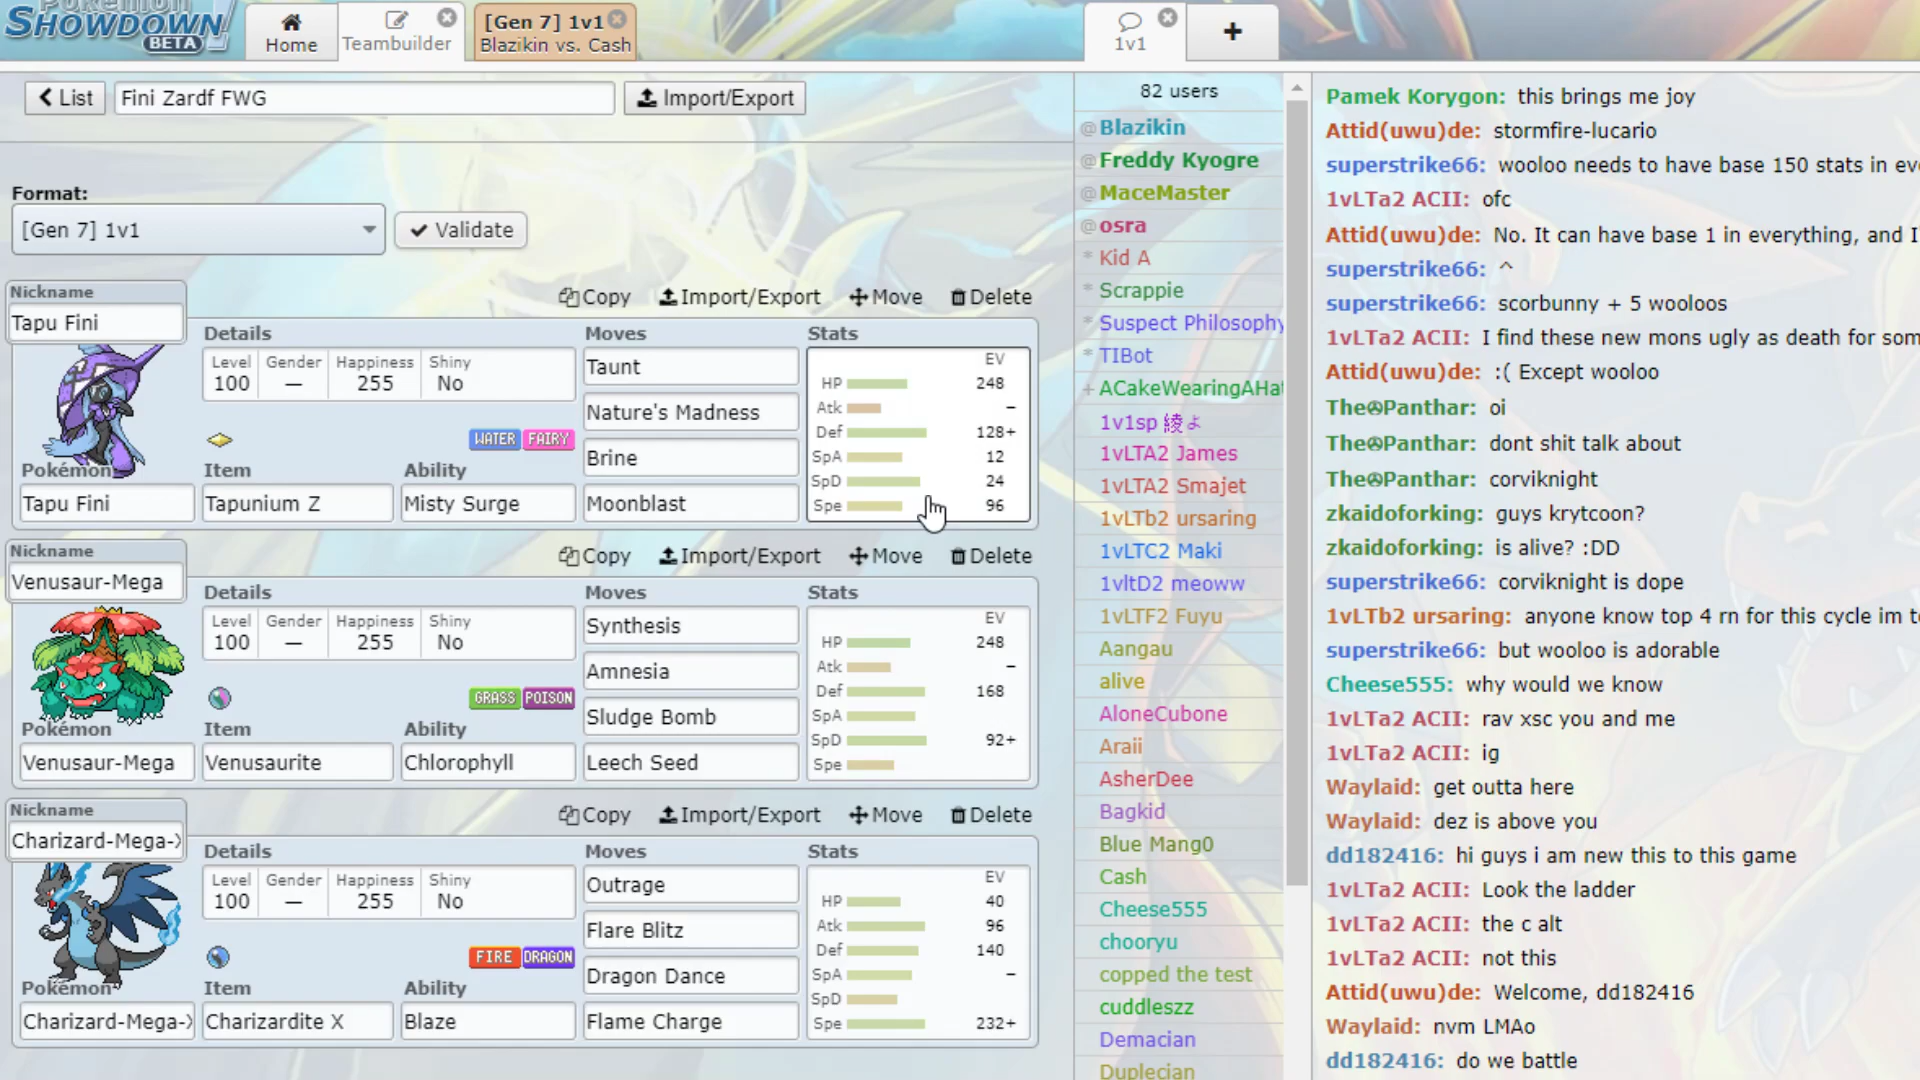 Pokémon
SHOWDOWN
BETA
Home
Teambuilder
[Gen 7] 1v1
Blazikin vs. Cash
1v1
+
List
Fini Zardf FWG
Import/Export
Format:
[Gen 7] 1v1
Validate
Nickname
Tapu Fini
Copy Import/Export Move Delete
Details Moves Stats
Level Gender Happiness Shiny
100 — 255 No
WATER FAIRY
Pokémon Item Ability
Tapu Fini Tapunium Z Misty Surge
Taunt
Nature's Madness
Brine
Moonblast
EV
HP 248
Atk –
Def 128+
SpA 12
SpD 24
Spe 96
Nickname
Venusaur-Mega
Copy Import/Export Move Delete
Details Moves Stats
Level Gender Happiness Shiny
100 — 255 No
GRASS POISON
Pokémon Item Ability
Venusaur-Mega Venusaurite Chlorophyll
Synthesis
Amnesia
Sludge Bomb
Leech Seed
EV
HP 248
Atk –
Def 168
SpA
SpD 92+
Spe
Nickname
Charizard-Mega-X
Copy Import/Export Move Delete
Details Moves Stats
Level Gender Happiness Shiny
100 — 255 No
FIRE DRAGON
Pokémon Item Ability
Charizard-Mega-X Charizardite X Blaze
Outrage
Flare Blitz
Dragon Dance
Flame Charge
EV
HP 40
Atk 96
Def 140
SpA –
SpD
Spe 232+
82 users
@Blazikin
@Freddy Kyogre
@MaceMaster
@osra
* Kid A
* Scrappie
* Suspect Philosophy
* TIBot
+ACakeWearingAHat
1v1sp 綾よ
1vLTA2 James
1vLTA2 Smajet
1vLTb2 ursaring
1vLTC2 Maki
1vltD2 meoww
1vLTF2 Fuyu
Aangau
alive
AloneCubone
Araii
AsherDee
Bagkid
Blue Mang0
Cash
Cheese555
chooryu
copped the test
cuddleszz
Demacian
Duplecian
Pamek Korygon: this brings me joy
Attid(uwu)de: stormfire-lucario
superstrike66: wooloo needs to have base 150 stats in eve
1vLTa2 ACII: ofc
Attid(uwu)de: No. It can have base 1 in everything, and I
superstrike66: ^
superstrike66: scorbunny + 5 wooloos
1vLTa2 ACII: I find these new mons ugly as death for som
Attid(uwu)de: :( Except wooloo
The✇Panthar: oi
The✇Panthar: dont shit talk about
The✇Panthar: corviknight
zkaidoforking: guys krytcoon?
zkaidoforking: is alive? :DD
superstrike66: corviknight is dope
1vLTb2 ursaring: anyone know top 4 rn for this cycle im t
superstrike66: but wooloo is adorable
Cheese555: why would we know
1vLTa2 ACII: rav xsc you and me
1vLTa2 ACII: ig
Waylaid: get outta here
Waylaid: dez is above you
dd182416: hi guys i am new this to this game
1vLTa2 ACII: Look the ladder
1vLTa2 ACII: the c alt
1vLTa2 ACII: not this
Attid(uwu)de: Welcome, dd182416
Waylaid: nvm LMAo
dd182416: do we battle